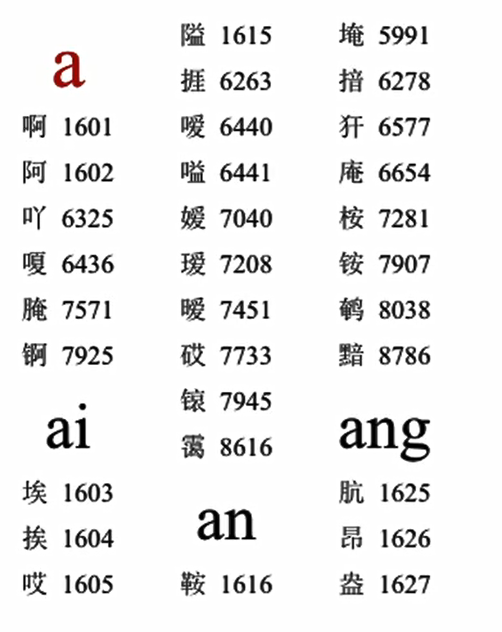 a
啊 1601
阿 1602
吖 6325
嗄 6436
腌 7571
锕 7925
ai
埃 1603
挨 1604
哎 1605
隘 1615
捱 6263
嗳 6440
嗌 6441
嫒 7040
瑷 7208
暧 7451
砹 7733
锿 7945
霭 8616
an
鞍 1616
埯 5991
揞 6278
犴 6577
庵 6654
桉 7281
铵 7907
鹌 8038
黯 8786
ang
肮 1625
昂 1626
盎 1627